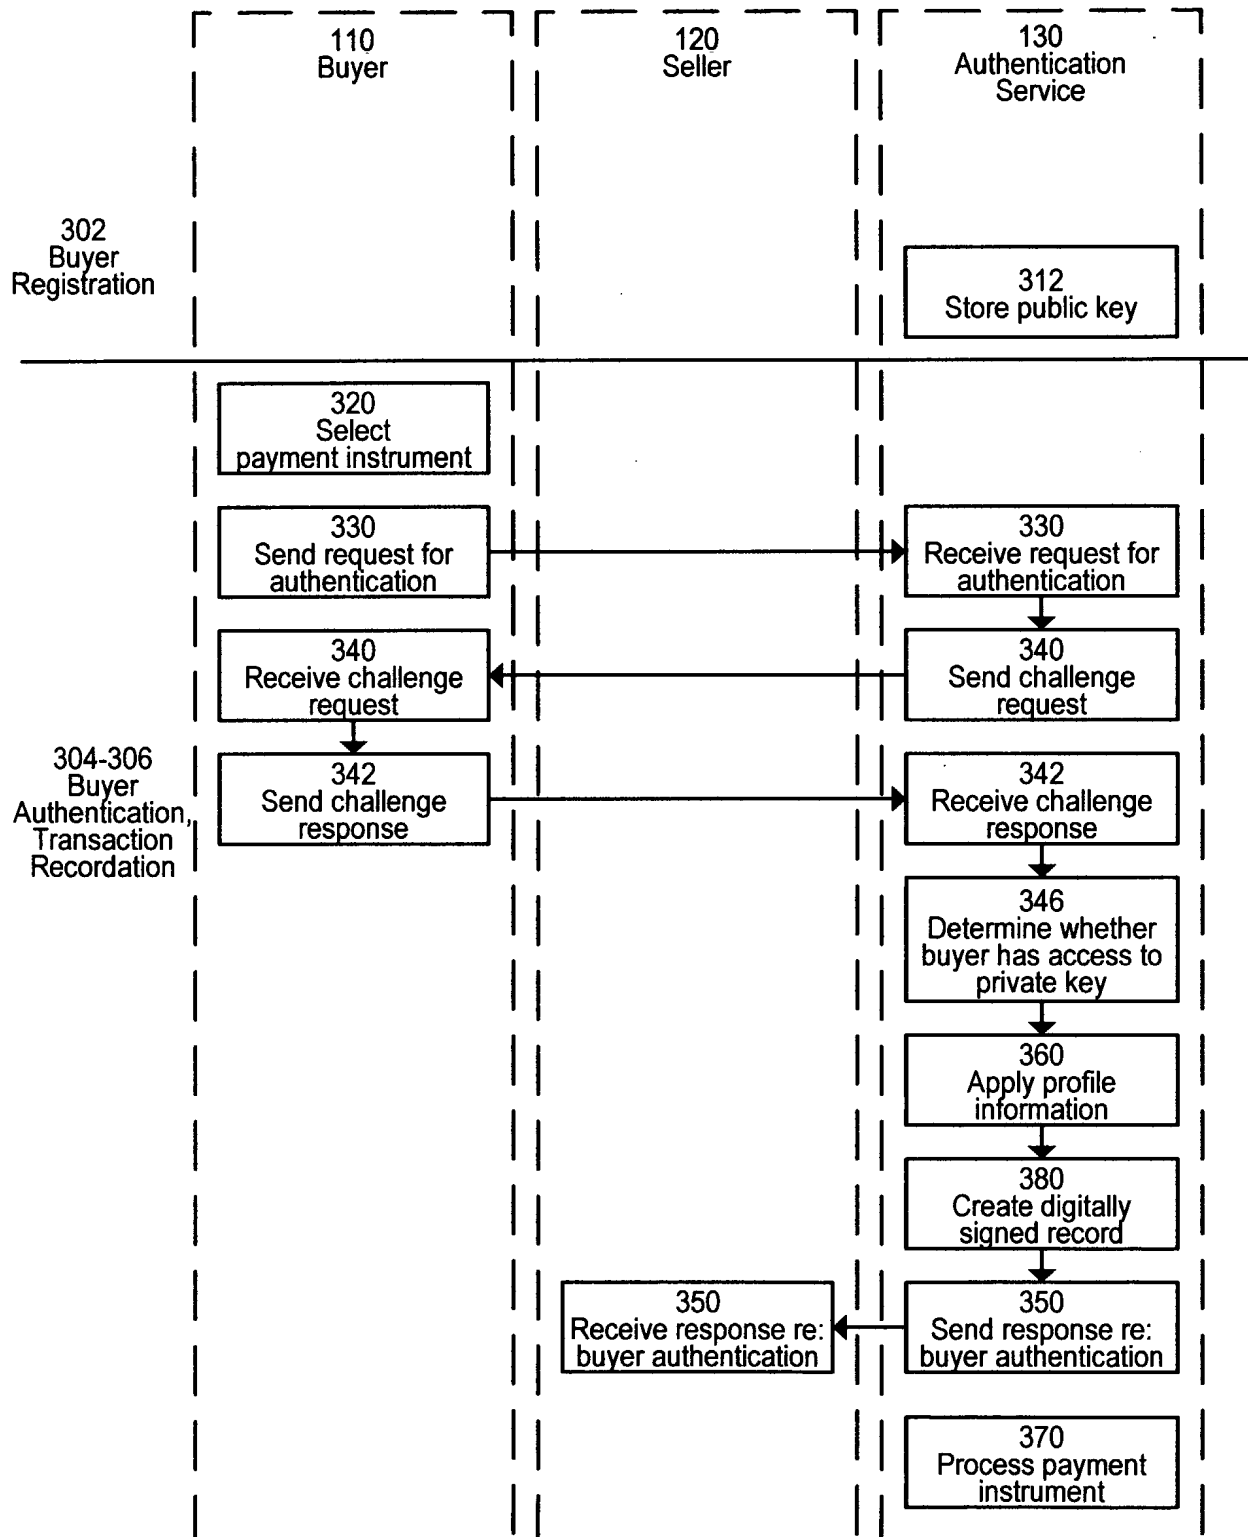 110
Buyer
120
Seller
130
Authentication
Service
302
Buyer
Registration
312
Store public key
320
Select
payment instrument
330
Send request for
authentication
330
Receive request for
authentication
340
Receive challenge
request
340
Send challenge
request
304-306
Buyer
Authentication,
Transaction
Recordation
342
Send challenge
response
342
Receive challenge
response
346
Determine whether
buyer has access to
private key
360
Apply profile
information
380
Create digitally
signed record
350
Receive response re:
buyer authentication
350
Send response re:
buyer authentication
370
Process payment
instrument